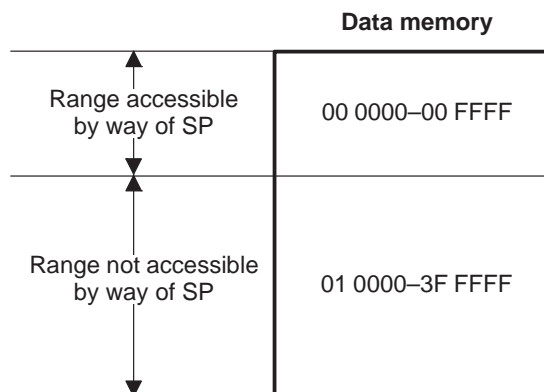 Data memory
Range accessible
by way of SP
00 0000–00 FFFF
Range not accessible
by way of SP
01 0000–3F FFFF